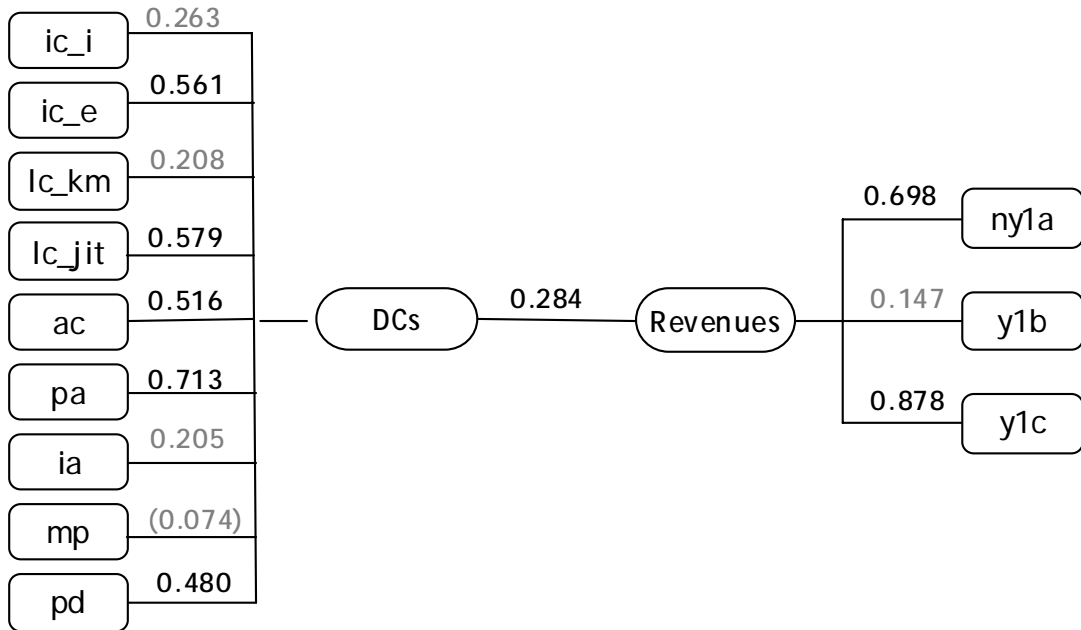 ic_i
0.263
ic_e
0.561
lc_km
0.208
lc_jit
0.579
ac
0.516
pa
0.713
ia
0.205
mp
(0.074)
pd
0.480
DCs
0.284
Revenues
0.698
ny1a
0.147
y1b
0.878
y1c